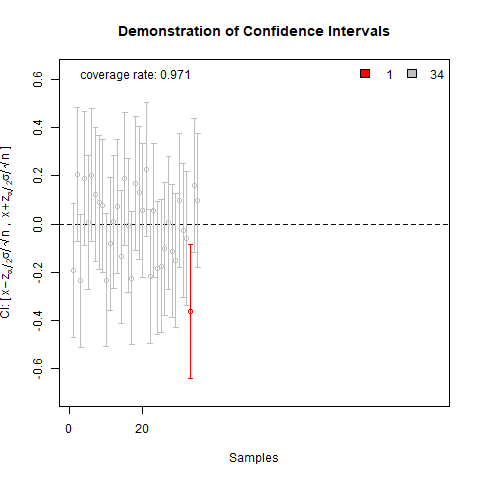 Demonstration of Confidence Intervals
coverage rate: 0.971
1 34
0.6
0.4
0.2
0.0
-0.2
-0.4
-0.6
CI: [ x−zα/2σ/√n , x+zα/2σ/√n ]
0 20
Samples